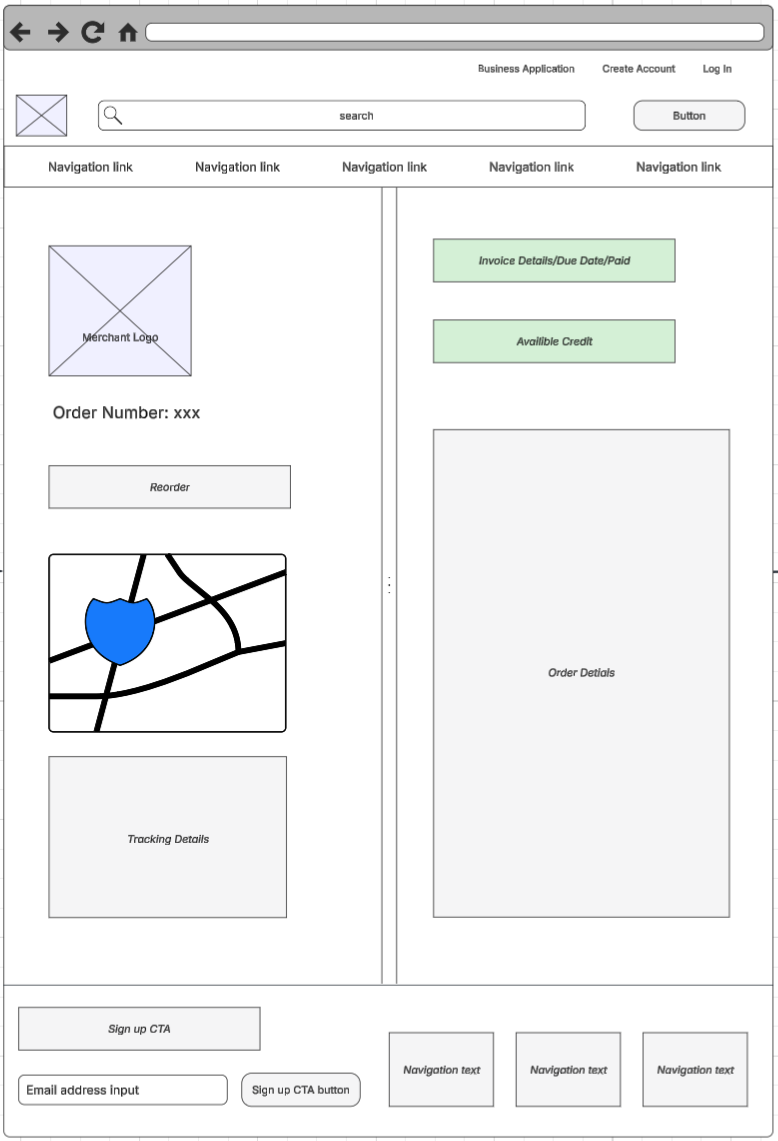 Business Application Create Account Log In
search
Button
Navigation link Navigation link Navigation link Navigation link Navigation link
Merchant Logo
Order Number: xxx
Reorder
Tracking Details
Invoice Details/Due Date/Paid
Availible Credit
Order Detials
Sign up CTA
Email address input
Sign up CTA button
Navigation text Navigation text Navigation text